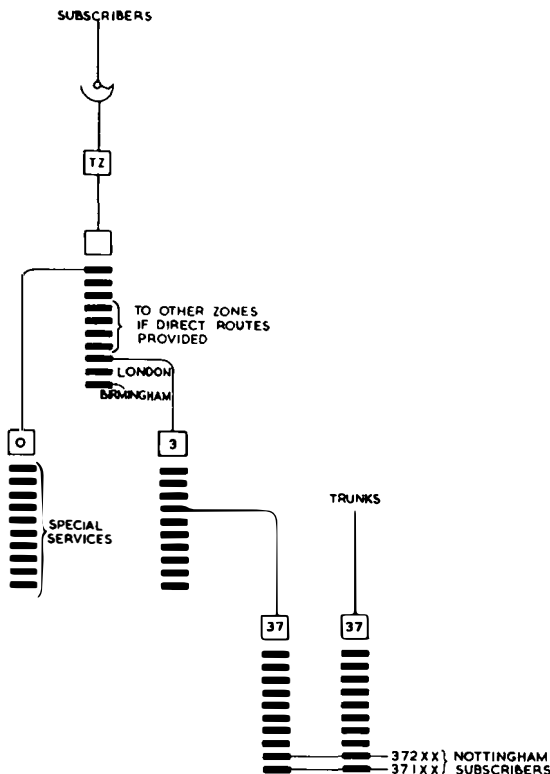 SUBSCRIBERS
TZ
TO OTHER ZONES
IF DIRECT ROUTES
PROVIDED
LONDON
BIRMINGHAM
O
3
SPECIAL
SERVICES
TRUNKS
37
37
372XX } NOTTINGHAM
371XX } SUBSCRIBERS